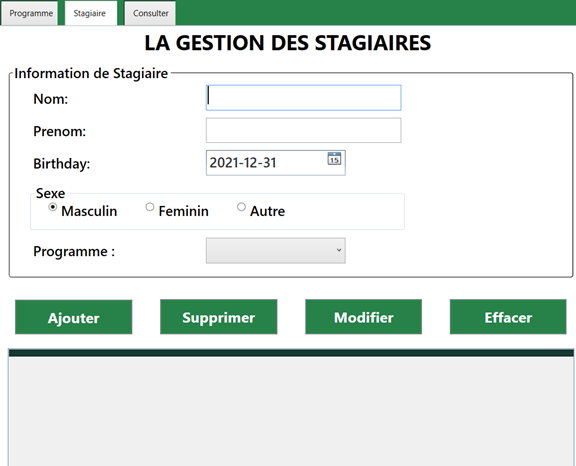 Programme Stagiaire Consulter
LA GESTION DES STAGIAIRES
Information de Stagiaire
Nom:
Prenom:
Birthday: 2021-12-31 15
Sexe
Masculin Feminin Autre
Programme :
Ajouter Supprimer Modifier Effacer